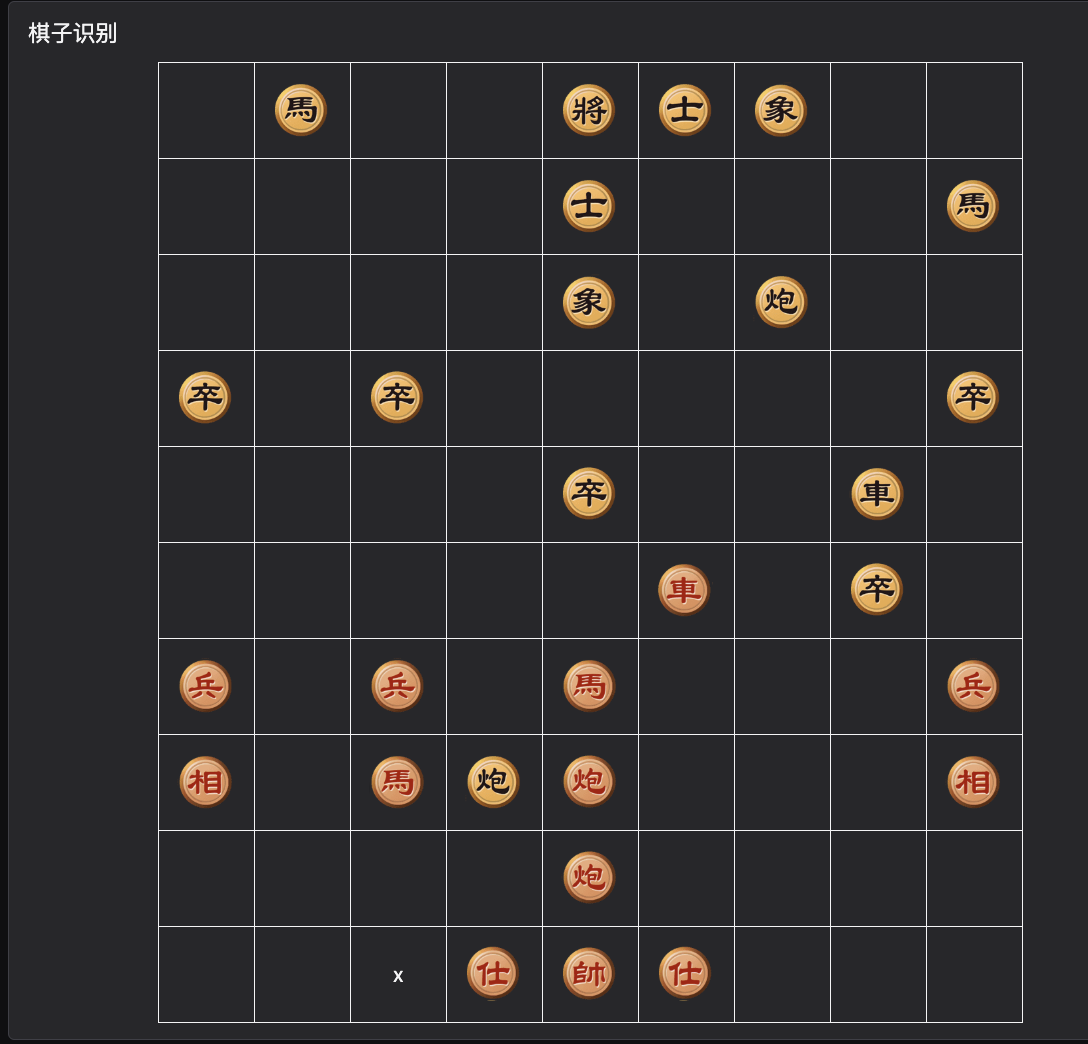 棋子识别
馬 將 士 象
士 馬
象 炮
卒 卒 卒
卒 車
車 卒
兵 兵 馬 兵
相 馬 炮 炮 相
炮
x 仕 帥 仕